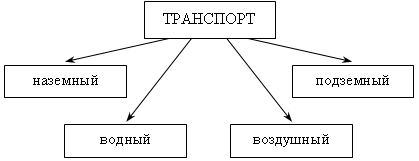 ТРАНСПОРТ
наземный
подземный
водный
воздушный